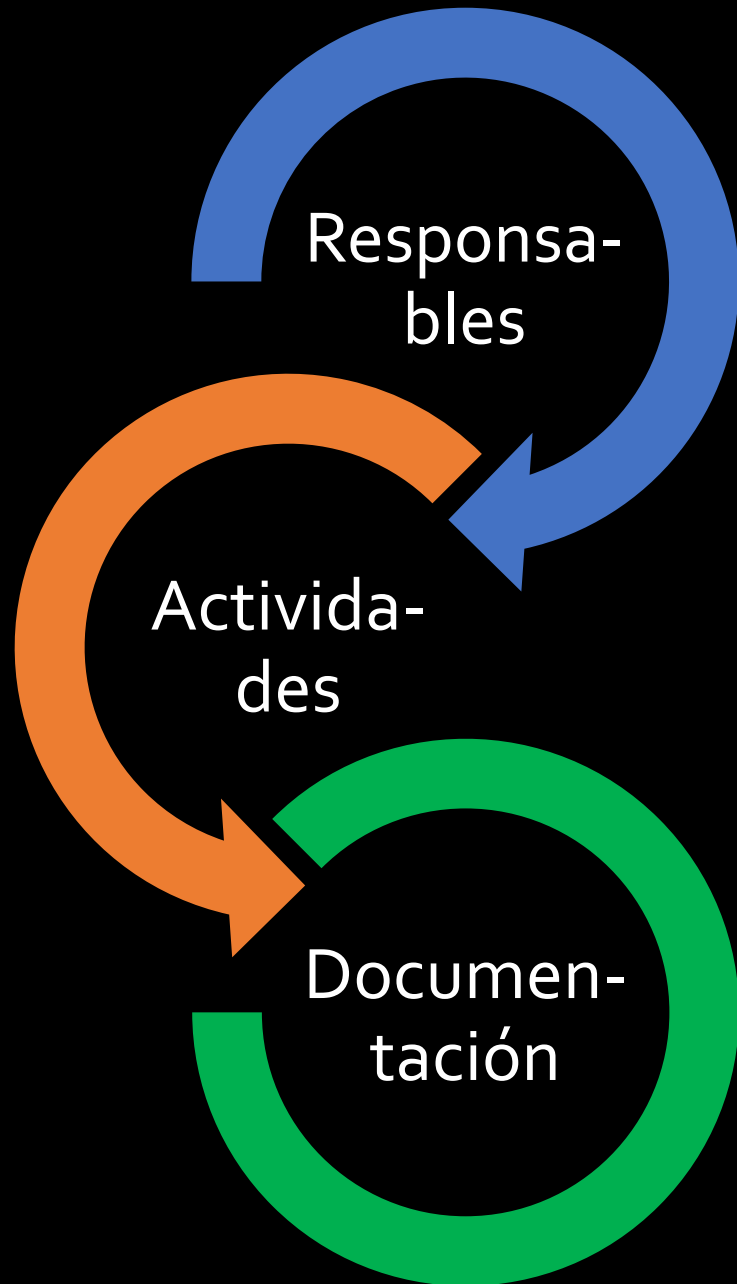 Responsa-
bles
Activida-
des
Documen-
tación